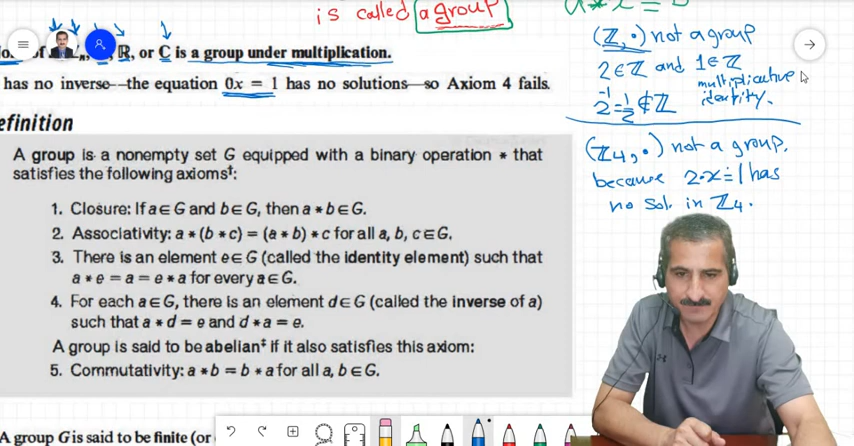 is called a group
ℝ, or ℂ is a group under multiplication.
has no inverse—the equation 0x = 1 has no solutions—so Axiom 4 fails.
efinition
A group is a nonempty set G equipped with a binary operation * that
satisfies the following axioms‡:
1. Closure: If a ∈ G and b ∈ G, then a * b ∈ G.
2. Associativity: a * (b * c) = (a * b) * c for all a, b, c ∈ G.
3. There is an element e ∈ G (called the identity element) such that
a * e = a = e * a for every a ∈ G.
4. For each a ∈ G, there is an element d ∈ G (called the inverse of a)
such that a * d = e and d * a = e.
A group is said to be abelian‡ if it also satisfies this axiom:
5. Commutativity: a * b = b * a for all a, b ∈ G.
A group G is said to be finite (or
(ℤ, ·) not a group
2 ∈ ℤ and 1 ∈ ℤ
multiplicative
identity.
2⁻¹ = 1/2 ∉ ℤ
(ℤ4, ·) not a group,
because 2·x = 1 has
no sol. in ℤ4.